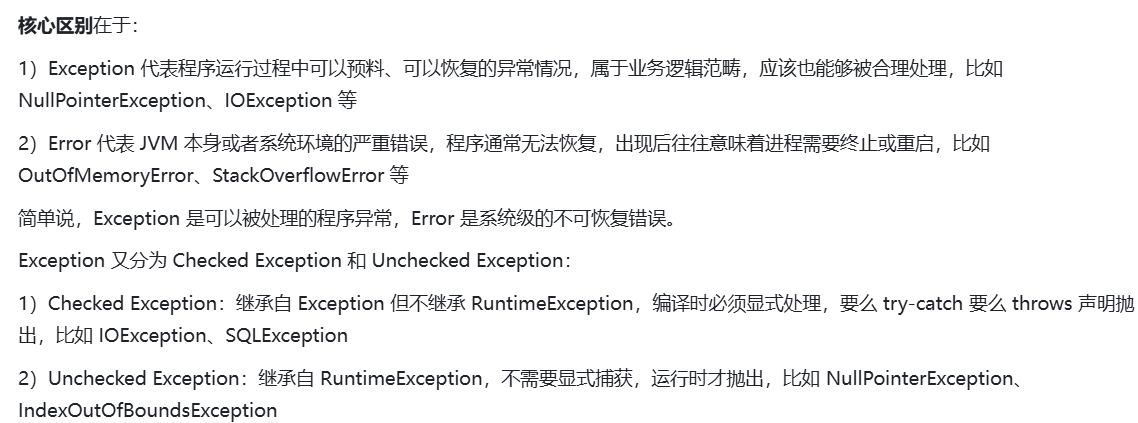 核心区别在于：
1）Exception 代表程序运行过程中可以预料、可以恢复的异常情况，属于业务逻辑范畴，应该也能够被合理处理，比如
NullPointerException、IOException 等
2）Error 代表 JVM 本身或者系统环境的严重错误，程序通常无法恢复，出现后往往意味着进程需要终止或重启，比如
OutOfMemoryError、StackOverflowError 等
简单说，Exception 是可以被处理的程序异常，Error 是系统级的不可恢复错误。
Exception 又分为 Checked Exception 和 Unchecked Exception：
1）Checked Exception：继承自 Exception 但不继承 RuntimeException，编译时必须显式处理，要么 try-catch 要么 throws 声明抛
出，比如 IOException、SQLException
2）Unchecked Exception：继承自 RuntimeException，不需要显式捕获，运行时才抛出，比如 NullPointerException、
IndexOutOfBoundsException